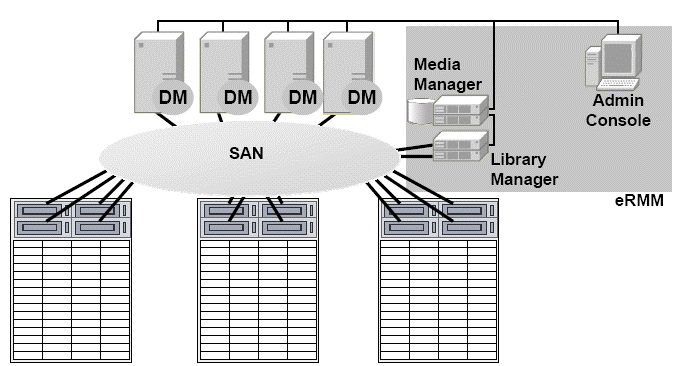 DM
DM
DM
DM
Media
Manager
Admin
Console
SAN
Library
Manager
eRMM